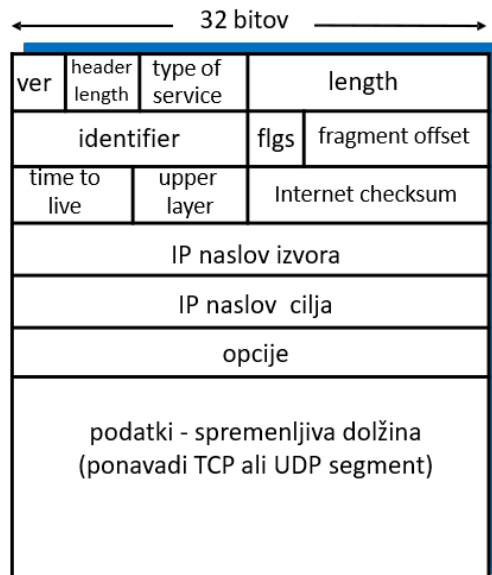 32 bitov
ver
header
length
type of
service
length
identifier
flgs
fragment offset
time to
live
upper
layer
Internet checksum
IP naslov izvora
IP naslov cilja
opcije
podatki - spremenljiva dolžina
(ponavadi TCP ali UDP segment)